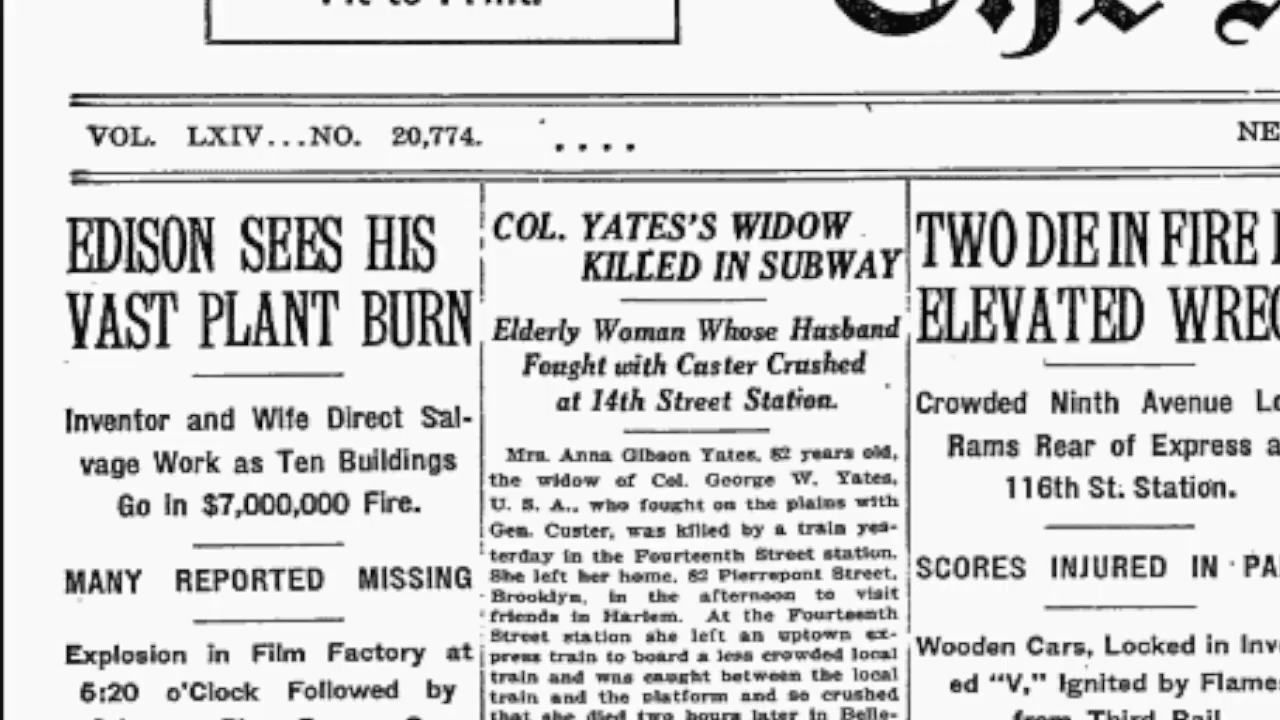 The
VOL. LXIV...NO. 20,774.
....
NE
EDISON SEES HIS
VAST PLANT BURN
Inventor and Wife Direct Sal-
vage Work as Ten Buildings
Go in $7,000,000 Fire.
MANY REPORTED MISSING
Explosion in Film Factory at
5:20 o'Clock Followed by
COL. YATES'S WIDOW
KILLED IN SUBWAY
Elderly Woman Whose Husband
Fought with Custer Crushed
at 14th Street Station.
Mrs. Anna Gibson Yates, 82 years old,
the widow of Col. George W. Yates,
U. S. A., who fought on the plains with
Gen. Custer, was killed by a train yes-
terday in the Fourteenth Street station.
She left her home, 82 Pierrepont Street,
Brooklyn, in the afternoon to visit
friends in Harlem. At the Fourteenth
Street station she left an uptown ex-
press train to board a less crowded local
train and was caught between the local
train and the platform and so crushed
that she died two hours later in Belle-
TWO DIE IN FIRE
ELEVATED WREC
Crowded Ninth Avenue Lo
Rams Rear of Express a
116th St. Station.
SCORES INJURED IN PA
Wooden Cars, Locked in Inve
ed "V," Ignited by Flame
from Third Rail